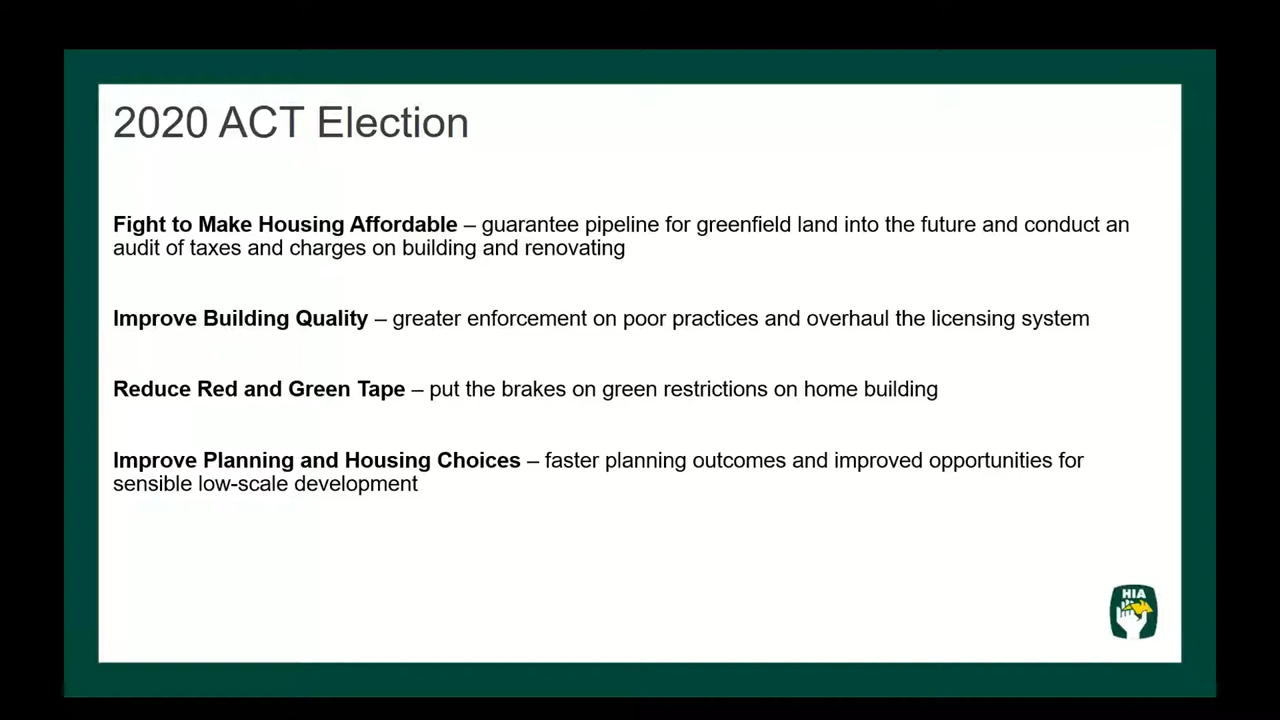 2020 ACT Election
Fight to Make Housing Affordable – guarantee pipeline for greenfield land into the future and conduct an
audit of taxes and charges on building and renovating
Improve Building Quality – greater enforcement on poor practices and overhaul the licensing system
Reduce Red and Green Tape – put the brakes on green restrictions on home building
Improve Planning and Housing Choices – faster planning outcomes and improved opportunities for
sensible low-scale development
HIA